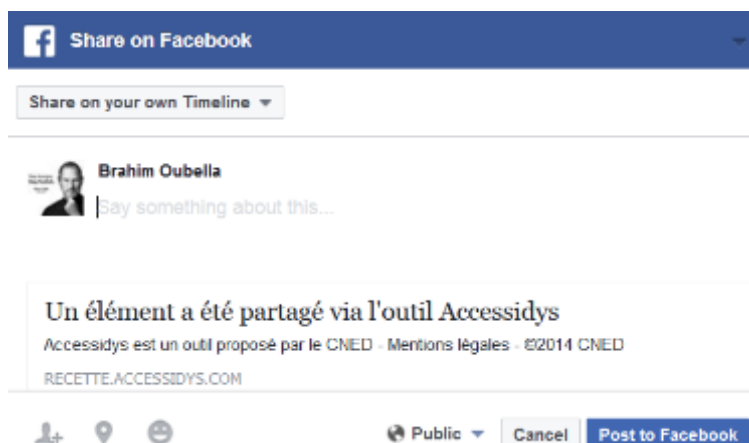 Share on Facebook
Share on your own Timeline
Brahim Oubella
Say something about this...
Un élément a été partagé via l'outil Accessidys
Accessidys est un outil proposé par le CNED - Mentions légales - ©2014 CNED
RECETTE.ACCESSIDYS.COM
Public Cancel Post to Facebook